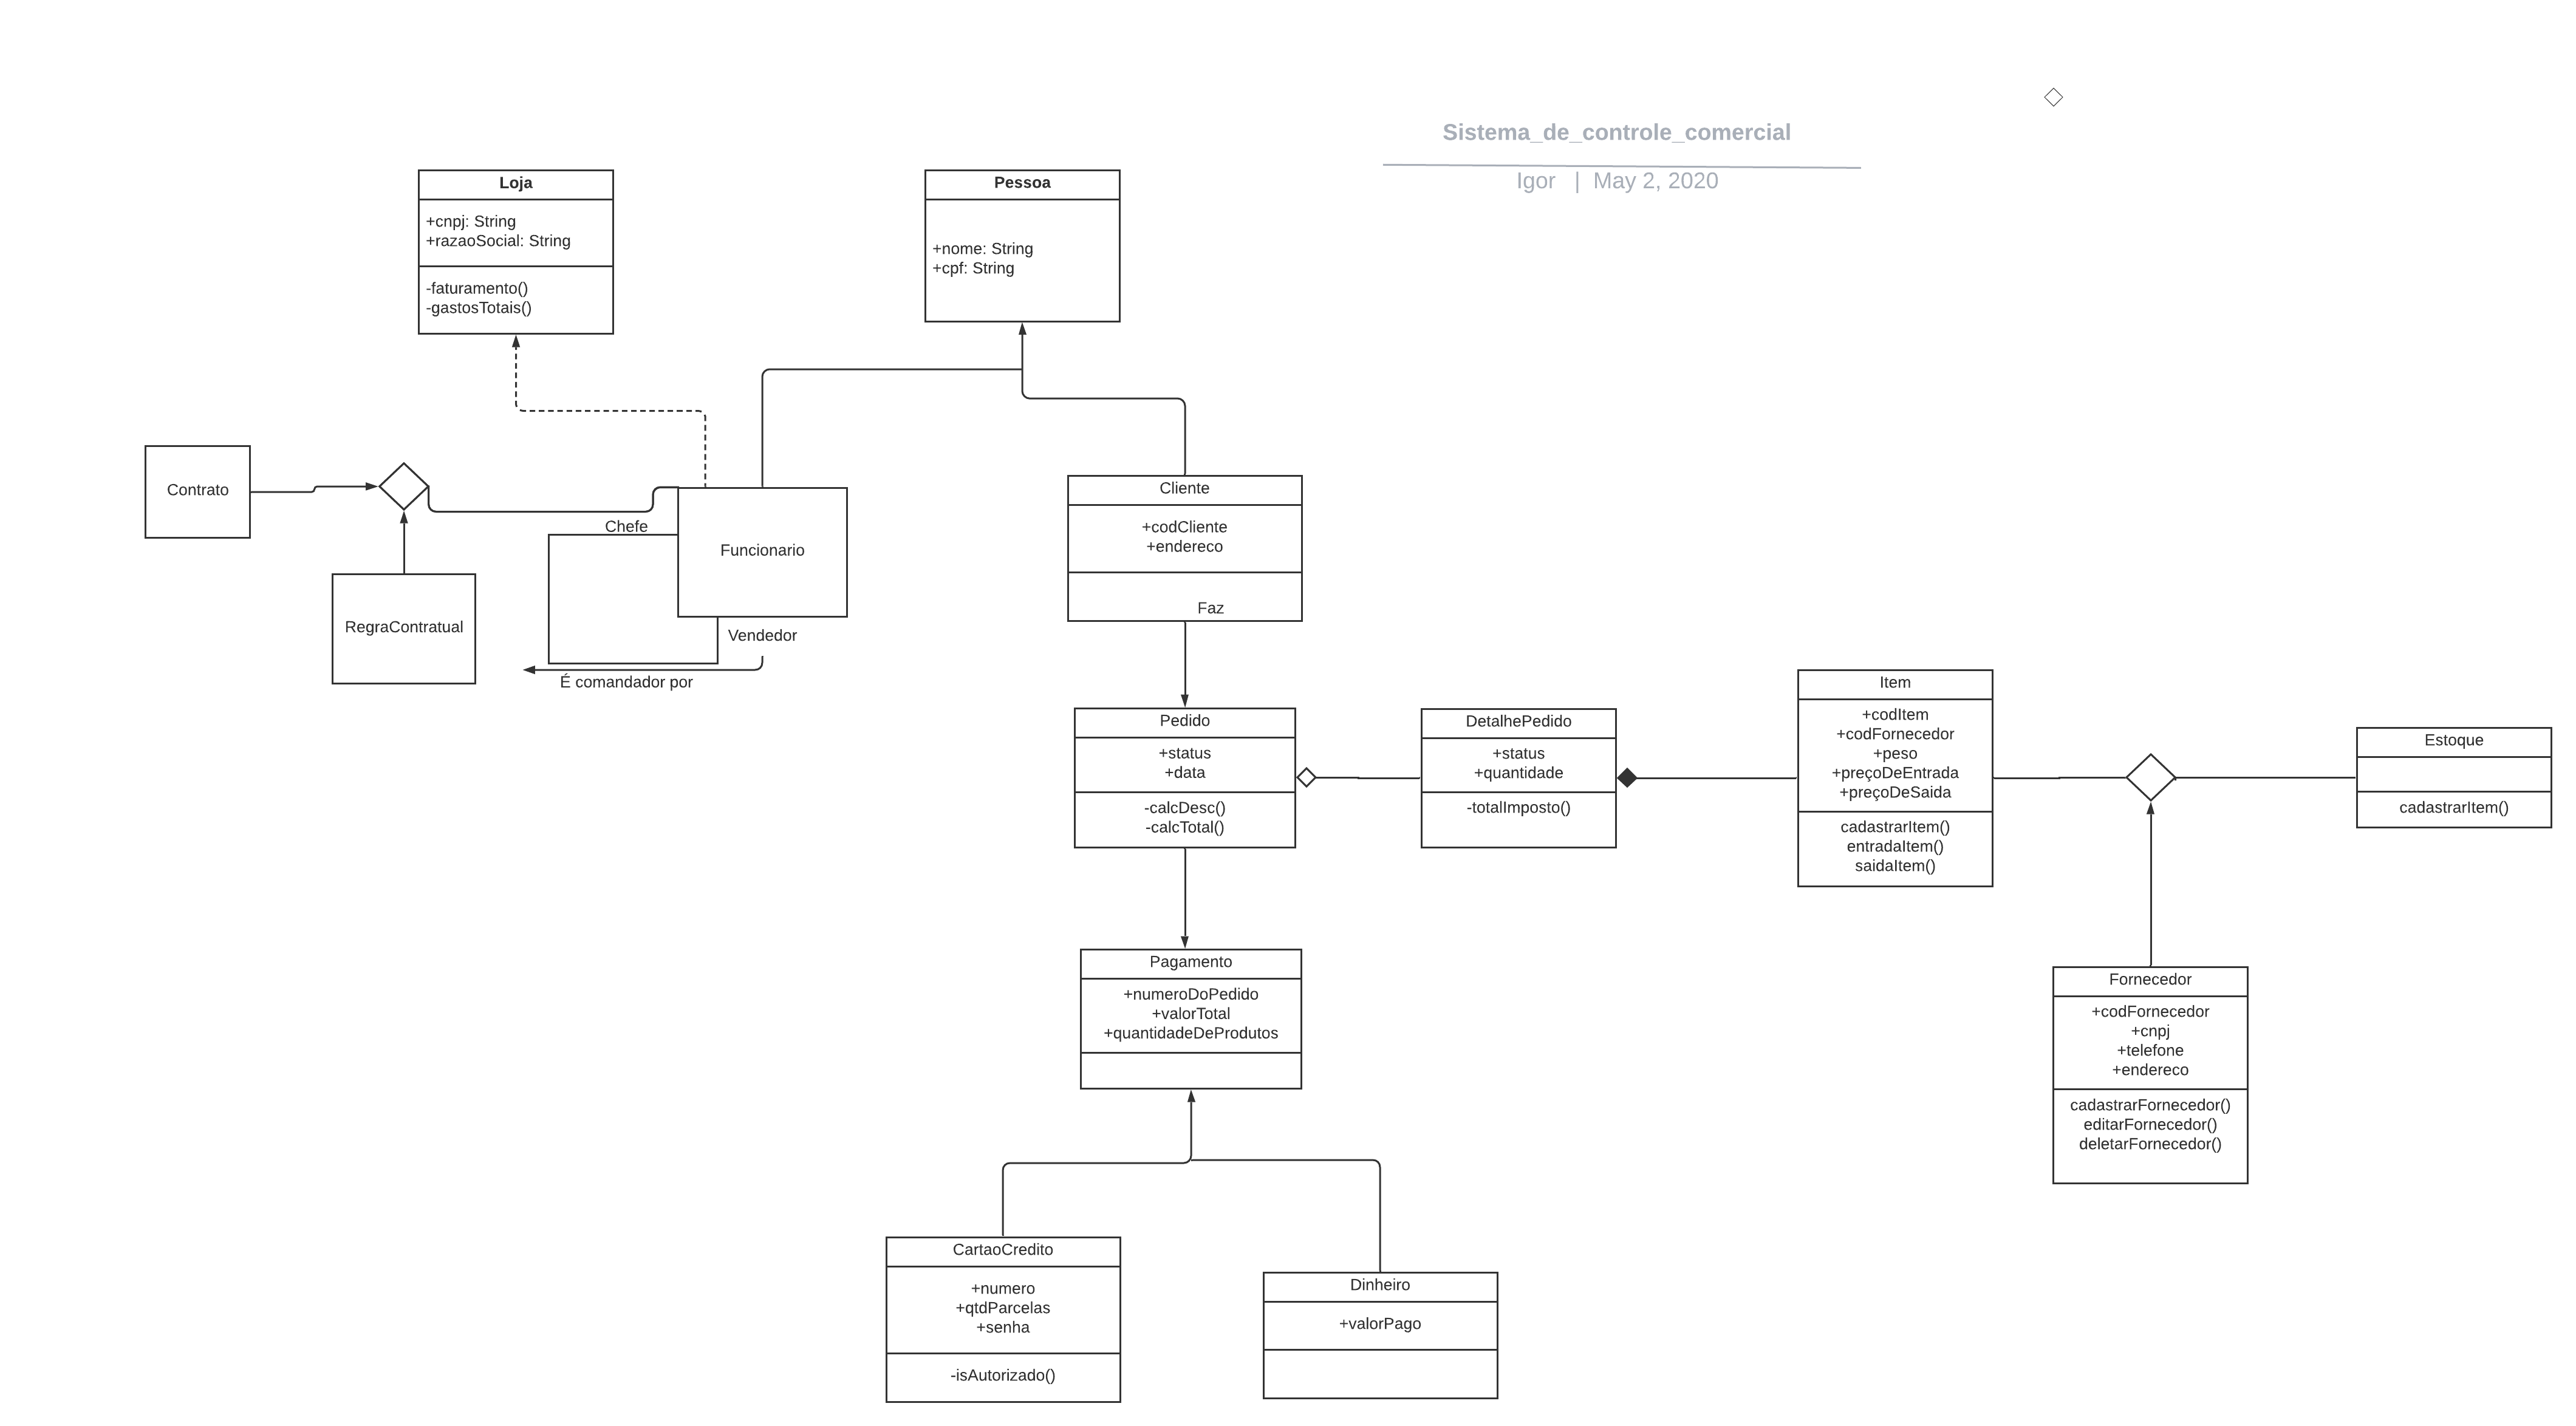 Sistema_de_controle_comercial
Igor | May 2, 2020
Loja
+cnpj: String
+razaoSocial: String
-faturamento()
-gastosTotais()
Pessoa
+nome: String
+cpf: String
Contrato
RegraContratual
Chefe
Funcionario
Vendedor
É comandador por
Cliente
+codCliente
+endereco
Faz
Pedido
+status
+data
-calcDesc()
-calcTotal()
DetalhePedido
+status
+quantidade
-totalImposto()
Item
+codItem
+codFornecedor
+peso
+preçoDeEntrada
+preçoDeSaida
cadastrarItem()
entradaItem()
saidaItem()
Estoque
cadastrarItem()
Pagamento
+numeroDoPedido
+valorTotal
+quantidadeDeProdutos
Fornecedor
+codFornecedor
+cnpj
+telefone
+endereco
cadastrarFornecedor()
editarFornecedor()
deletarFornecedor()
CartaoCredito
+numero
+qtdParcelas
+senha
-isAutorizado()
Dinheiro
+valorPago